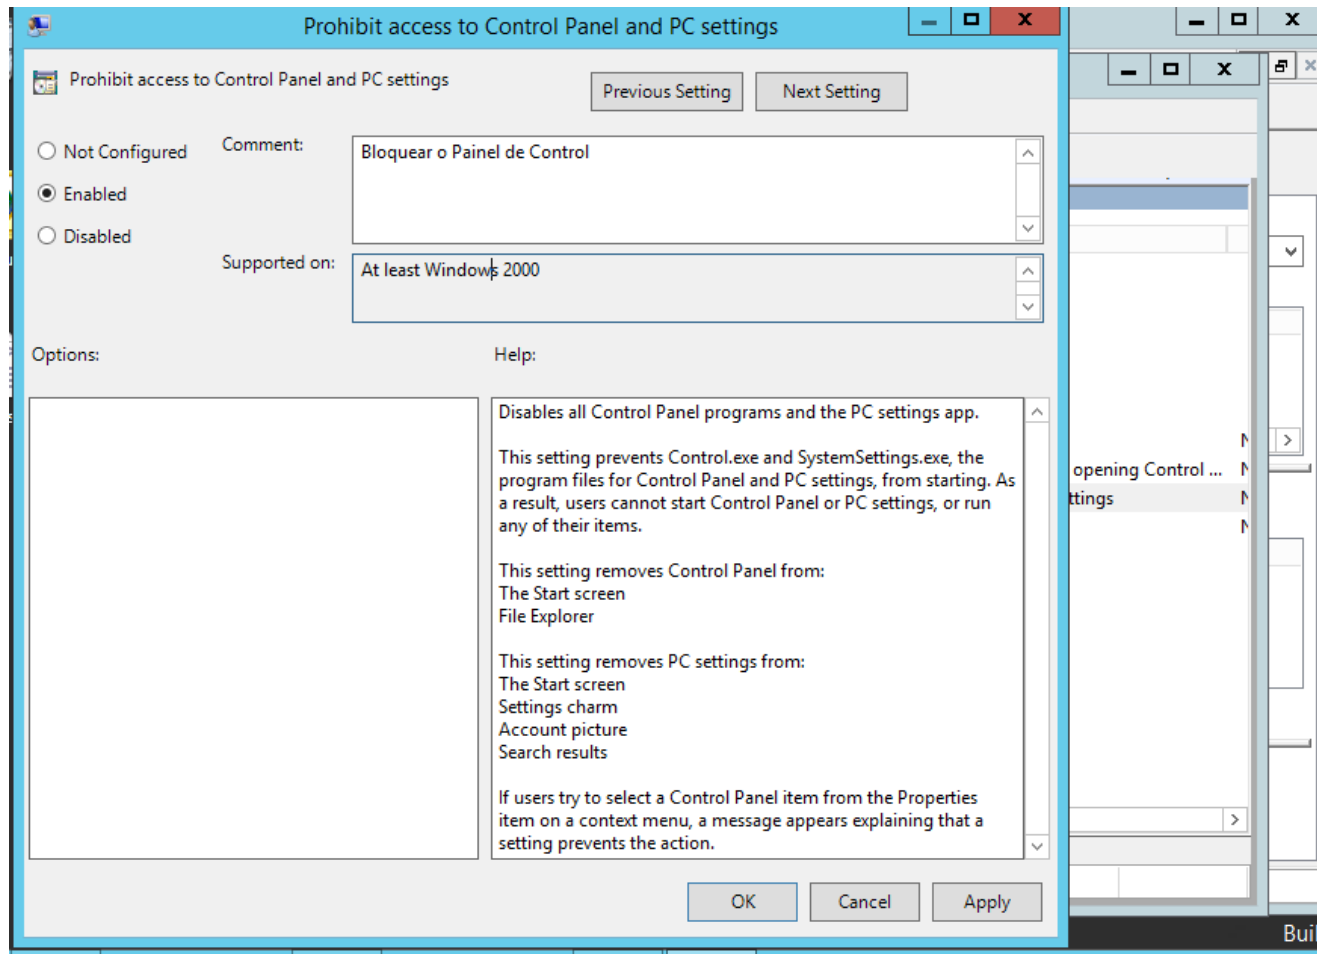 Prohibit access to Control Panel and PC settings
Prohibit access to Control Panel and PC settings
Previous Setting
Next Setting
Not Configured
Enabled
Disabled
Comment:
Bloquear o Painel de Control
Supported on:
At least Windows 2000
Options:
Help:
Disables all Control Panel programs and the PC settings app.
This setting prevents Control.exe and SystemSettings.exe, the
program files for Control Panel and PC settings, from starting. As
a result, users cannot start Control Panel or PC settings, or run
any of their items.
This setting removes Control Panel from:
The Start screen
File Explorer
This setting removes PC settings from:
The Start screen
Settings charm
Account picture
Search results
If users try to select a Control Panel item from the Properties
item on a context menu, a message appears explaining that a
setting prevents the action.
OK
Cancel
Apply
opening Control ...
ttings
Bui